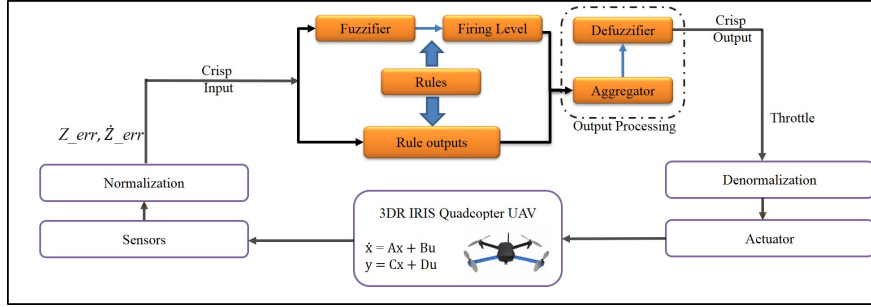 Fuzzifier
Firing Level
Defuzzifier
Crisp
Output
Crisp
Input
Rules
Aggregator
Output Processing
Throttle
Z_err, Ż_err
Rule outputs
Normalization
Denormalization
3DR IRIS Quadcopter UAV
Sensors
ẋ = Ax + Bu
y = Cx + Du
Actuator